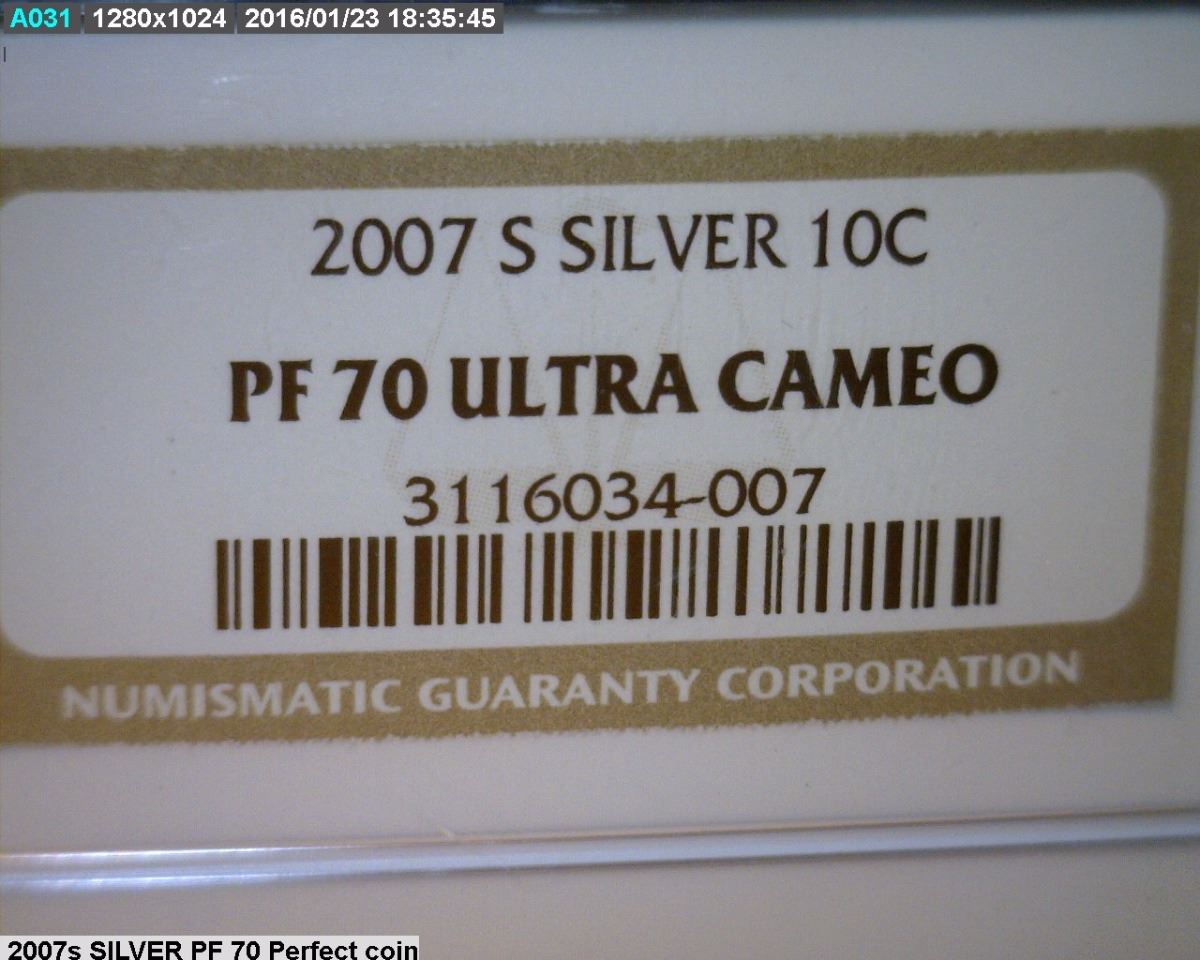 A031 1280x1024 2016/01/23 18:35:45
2007 S SILVER 10C
PF 70 ULTRA CAMEO
3116034-007
NUMISMATIC GUARANTY CORPORATION
2007s SILVER PF 70 Perfect coin